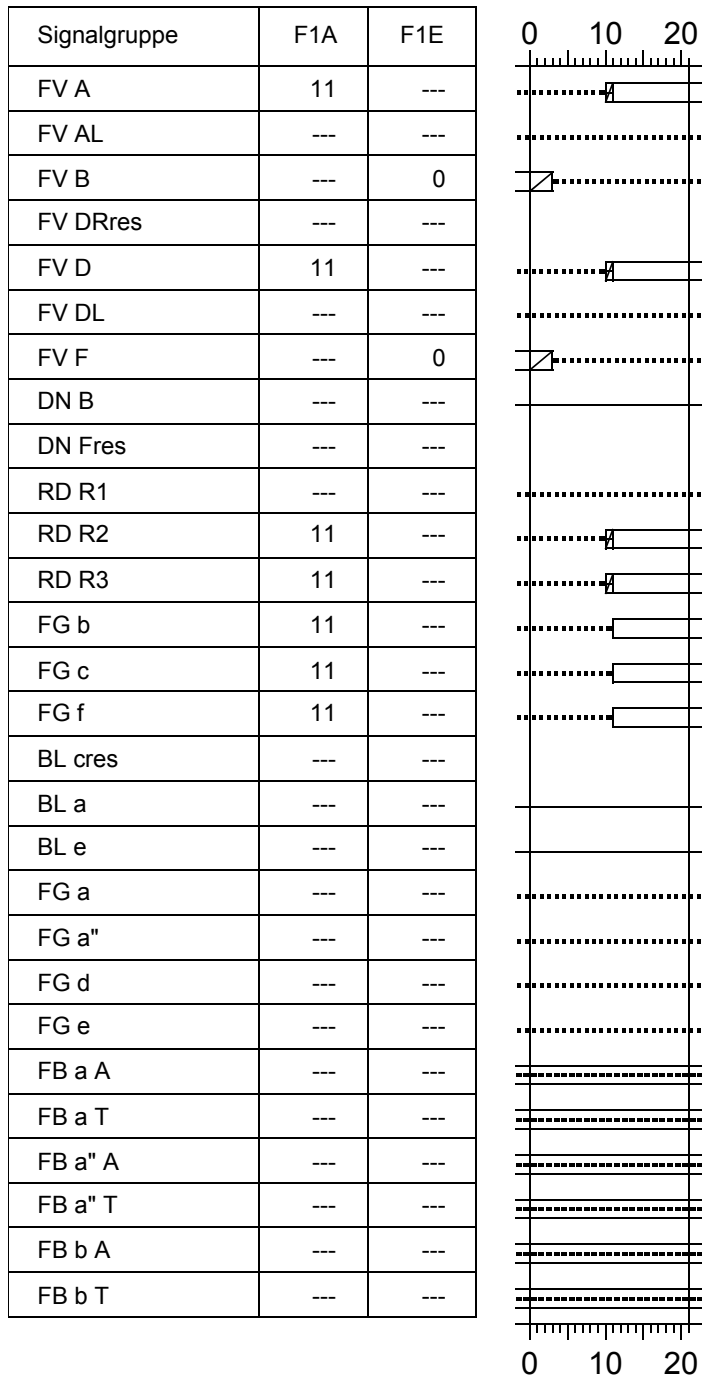 Signalgruppe F1A F1E 0 10 20
FV A 11 ---
FV AL --- ---
FV B --- 0
FV DRres --- ---
FV D 11 ---
FV DL --- ---
FV F --- 0
DN B --- ---
DN Fres --- ---
RD R1 --- ---
RD R2 11 ---
RD R3 11 ---
FG b 11 ---
FG c 11 ---
FG f 11 ---
BL cres --- ---
BL a --- ---
BL e --- ---
FG a --- ---
FG a" --- ---
FG d --- ---
FG e --- ---
FB a A --- ---
FB a T --- ---
FB a" A --- ---
FB a" T --- ---
FB b A --- ---
FB b T --- ---
0 10 20